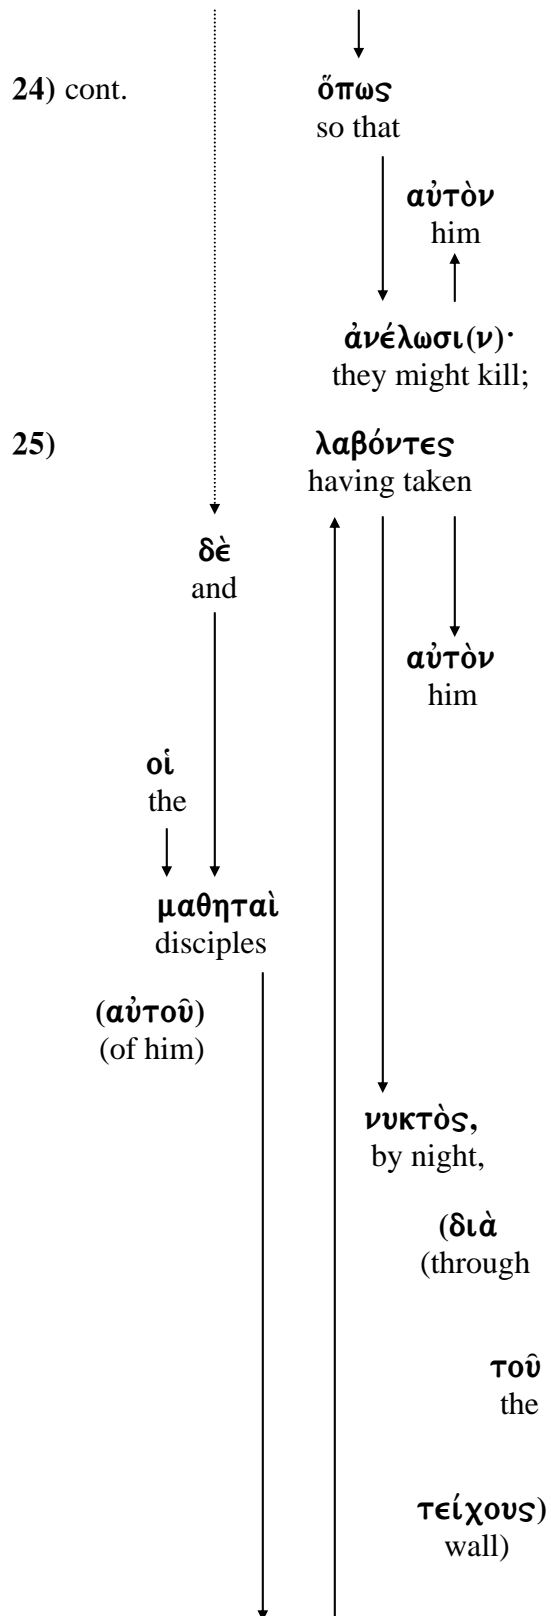 24) cont. ὅπως
so that
αὐτὸν
him
ἀνέλωσι(ν)·
they might kill;
25) λαβόντες
having taken
δὲ
and
αὐτὸν
him
οἱ
the
μαθηταὶ
disciples
(αὐτοῦ)
(of him)
νυκτὸς,
by night,
(διὰ
(through
τοῦ
the
τείχους)
wall)